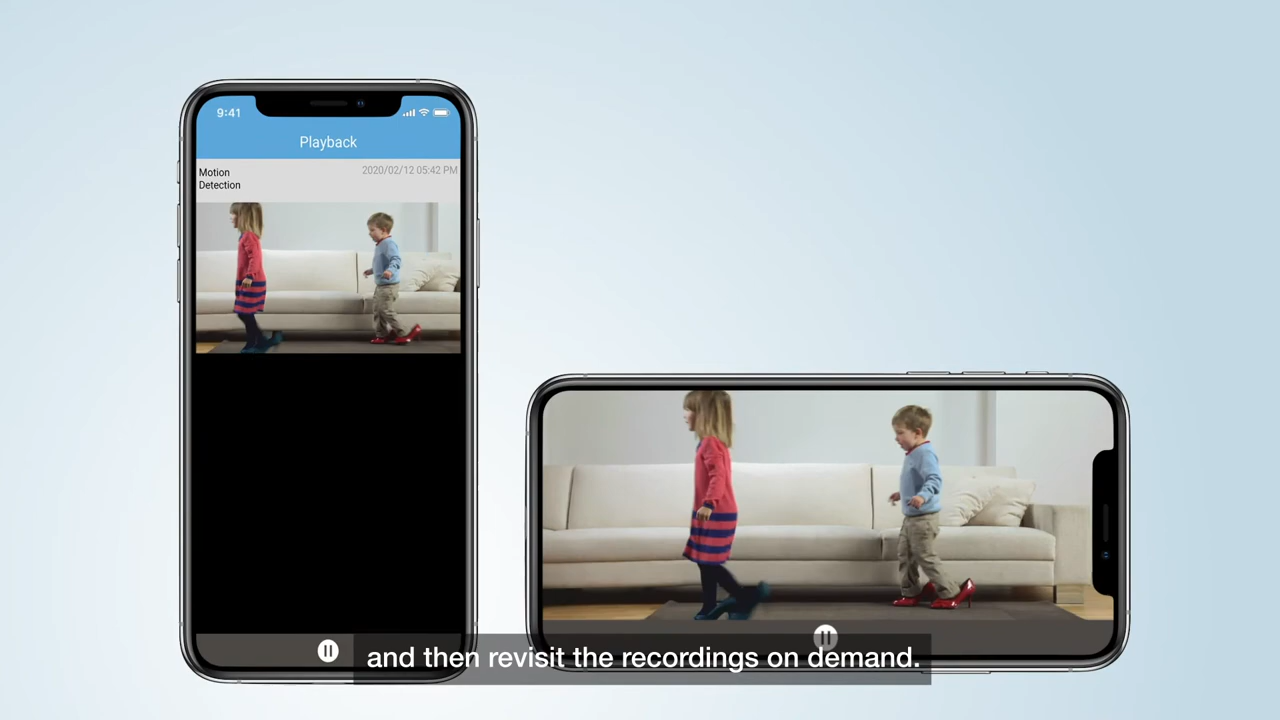 9:41
Playback
Motion
Detection
2020/02/12 05:42 PM
and then revisit the recordings on demand.